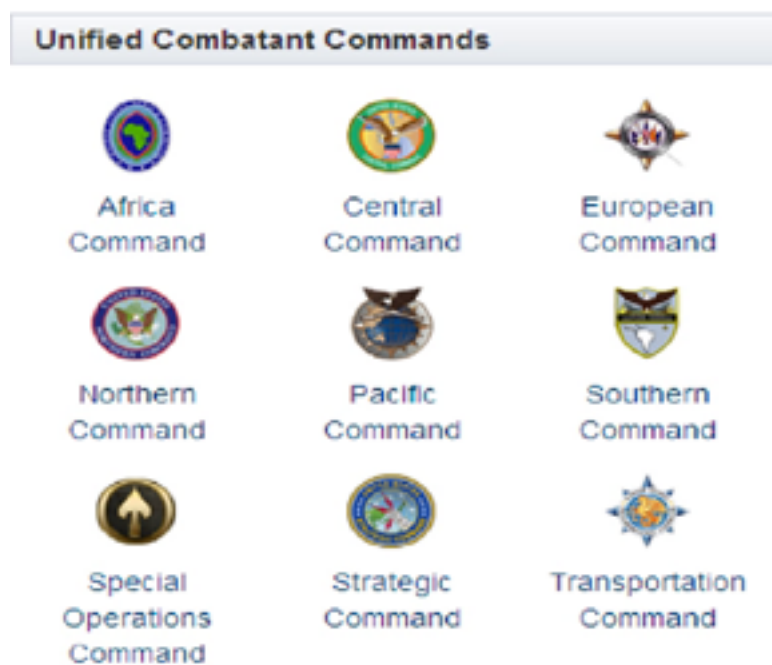 Unified Combatant Commands
Africa
Command
Central
Command
European
Command
Northern
Command
Pacific
Command
Southern
Command
Special
Operations
Command
Strategic
Command
Transportation
Command